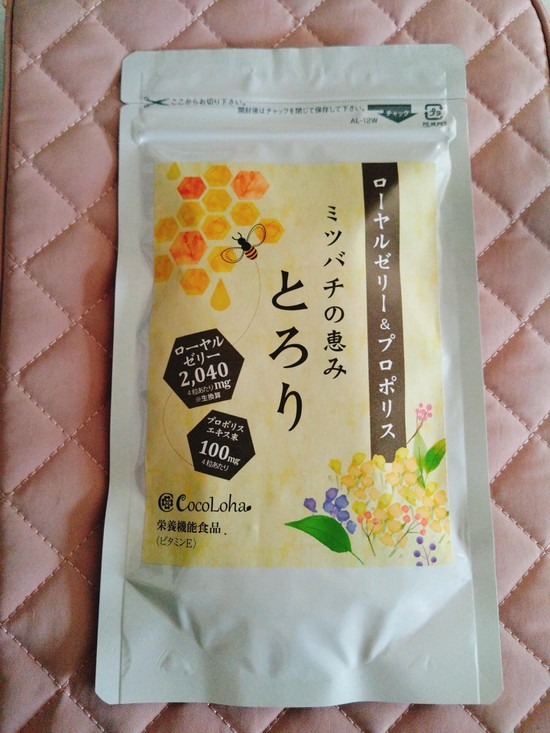 ここからお切り下さい。
開封後はチャックを閉じて保存して下さい。
チャック
AL-12W
ローヤルゼリー&プロポリス
ミツバチの恵み
とろり
ローヤル
ゼリー
2,040mg
4粒あたり
※生換算
プロポリス
エキス末
100mg
4粒あたり
CocoLoha
栄養機能食品
(ビタミンE)